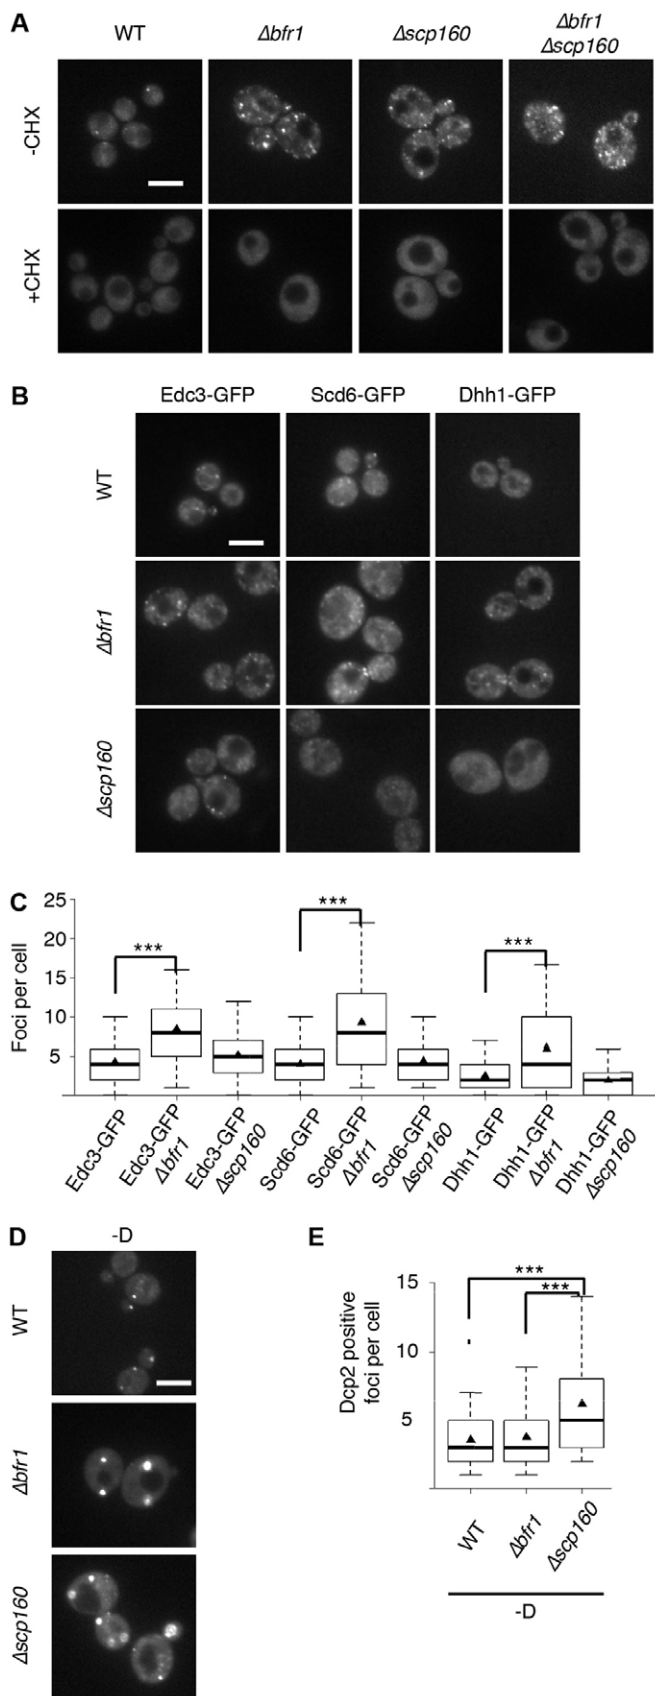 A
WT
Δbfr1
Δscp160
Δbfr1
Δscp160
-CHX
+CHX
B
Edc3-GFP
Scd6-GFP
Dhh1-GFP
WT
Δbfr1
Δscp160
C
Foci per cell
25
20
15
10
5
***
***
***
Edc3-GFP
Edc3-GFP
Δbfr1
Edc3-GFP
Δscp160
Scd6-GFP
Scd6-GFP
Δbfr1
Scd6-GFP
Δscp160
Dhh1-GFP
Dhh1-GFP
Δbfr1
Dhh1-GFP
Δscp160
D
-D
WT
Δbfr1
Δscp160
E
Dcp2 positive
foci per cell
15
10
5
***
***
WT
Δbfr1
Δscp160
-D